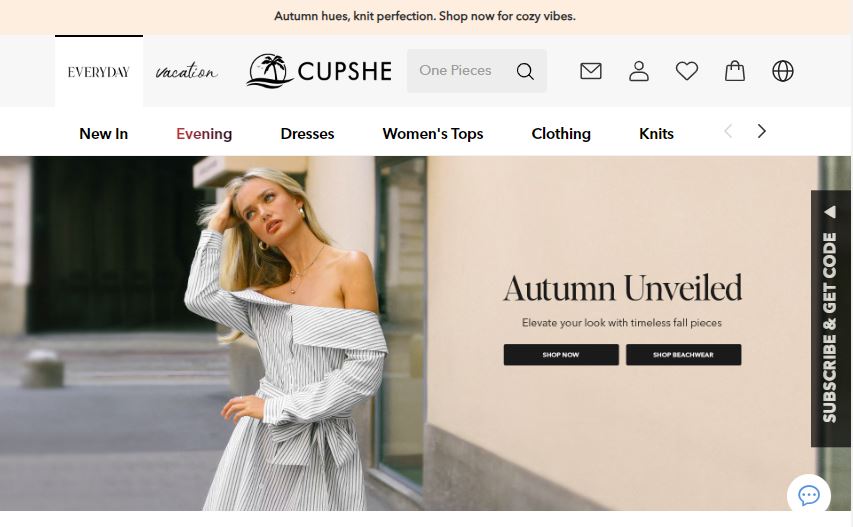 Autumn hues, knit perfection. Shop now for cozy vibes.
EVERYDAY
vacation
CUPSHE
One Pieces
New In
Evening
Dresses
Women's Tops
Clothing
Knits
Autumn Unveiled
Elevate your look with timeless fall pieces
SHOP NOW
SHOP BEACHWEAR
SUBSCRIBE & GET CODE